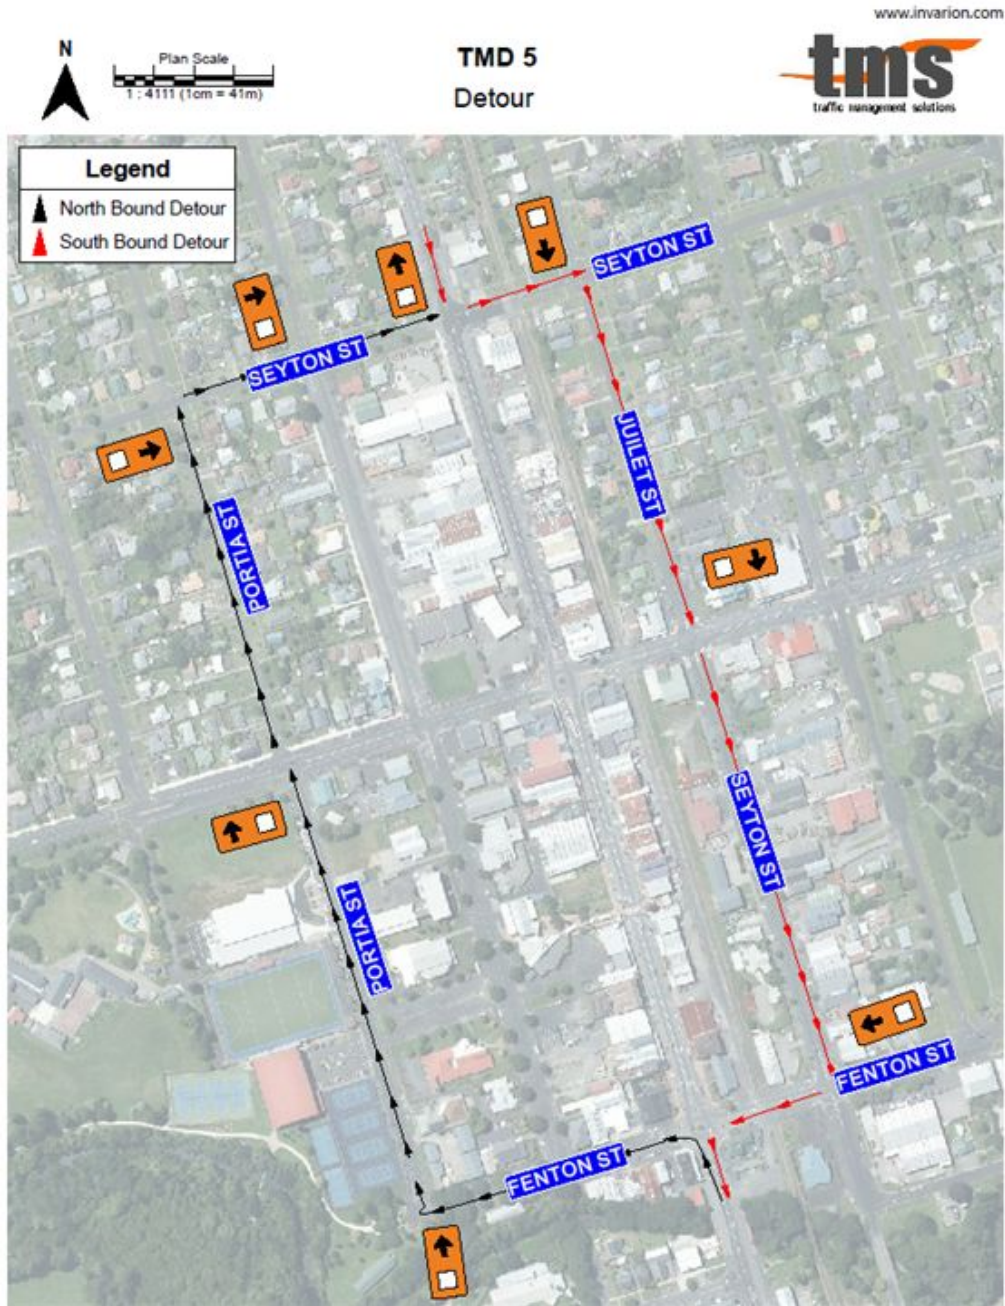 www.invarion.com
N
Plan Scale
1 : 4111 (1cm = 41m)
TMD 5
Detour
tms
traffic management solutions
Legend
North Bound Detour
South Bound Detour
SEYTON ST
SEYTON ST
JUILET ST
PORTIA ST
SEYTON ST
PORTIA ST
FENTON ST
FENTON ST